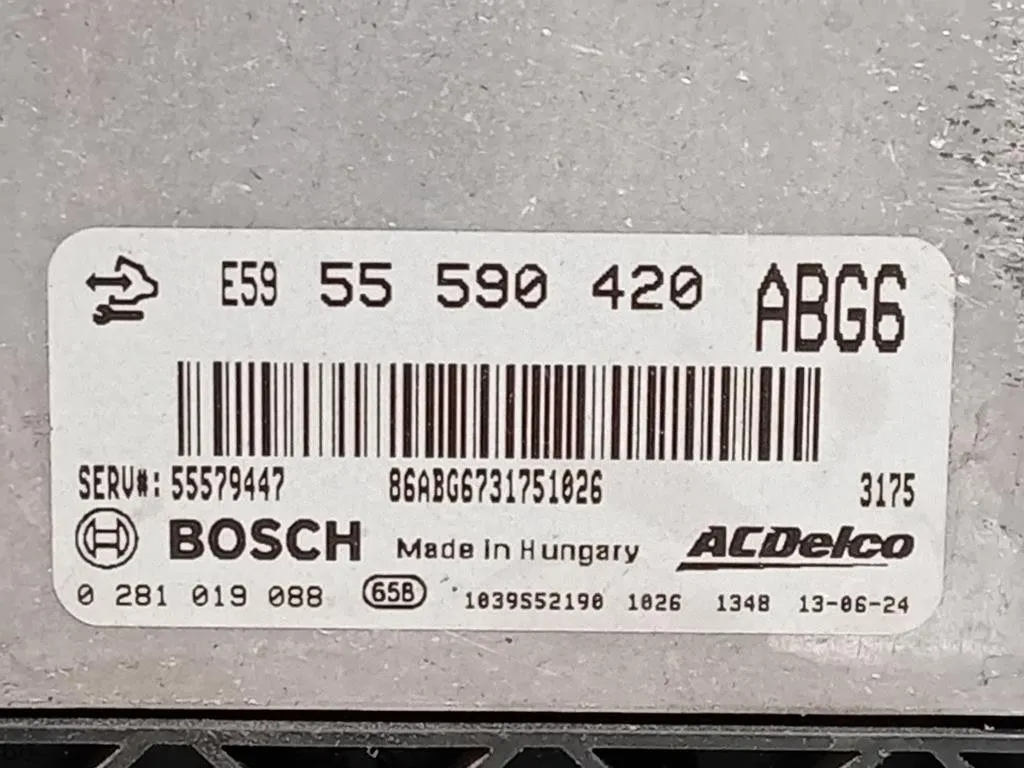 E59 55 590 420 ABG6
SERV#: 55579447 86ABG6731751026 3175
BOSCH Made in Hungary ACDelco
0 281 019 088 65B 1039S52190 1026 1348 13-06-24